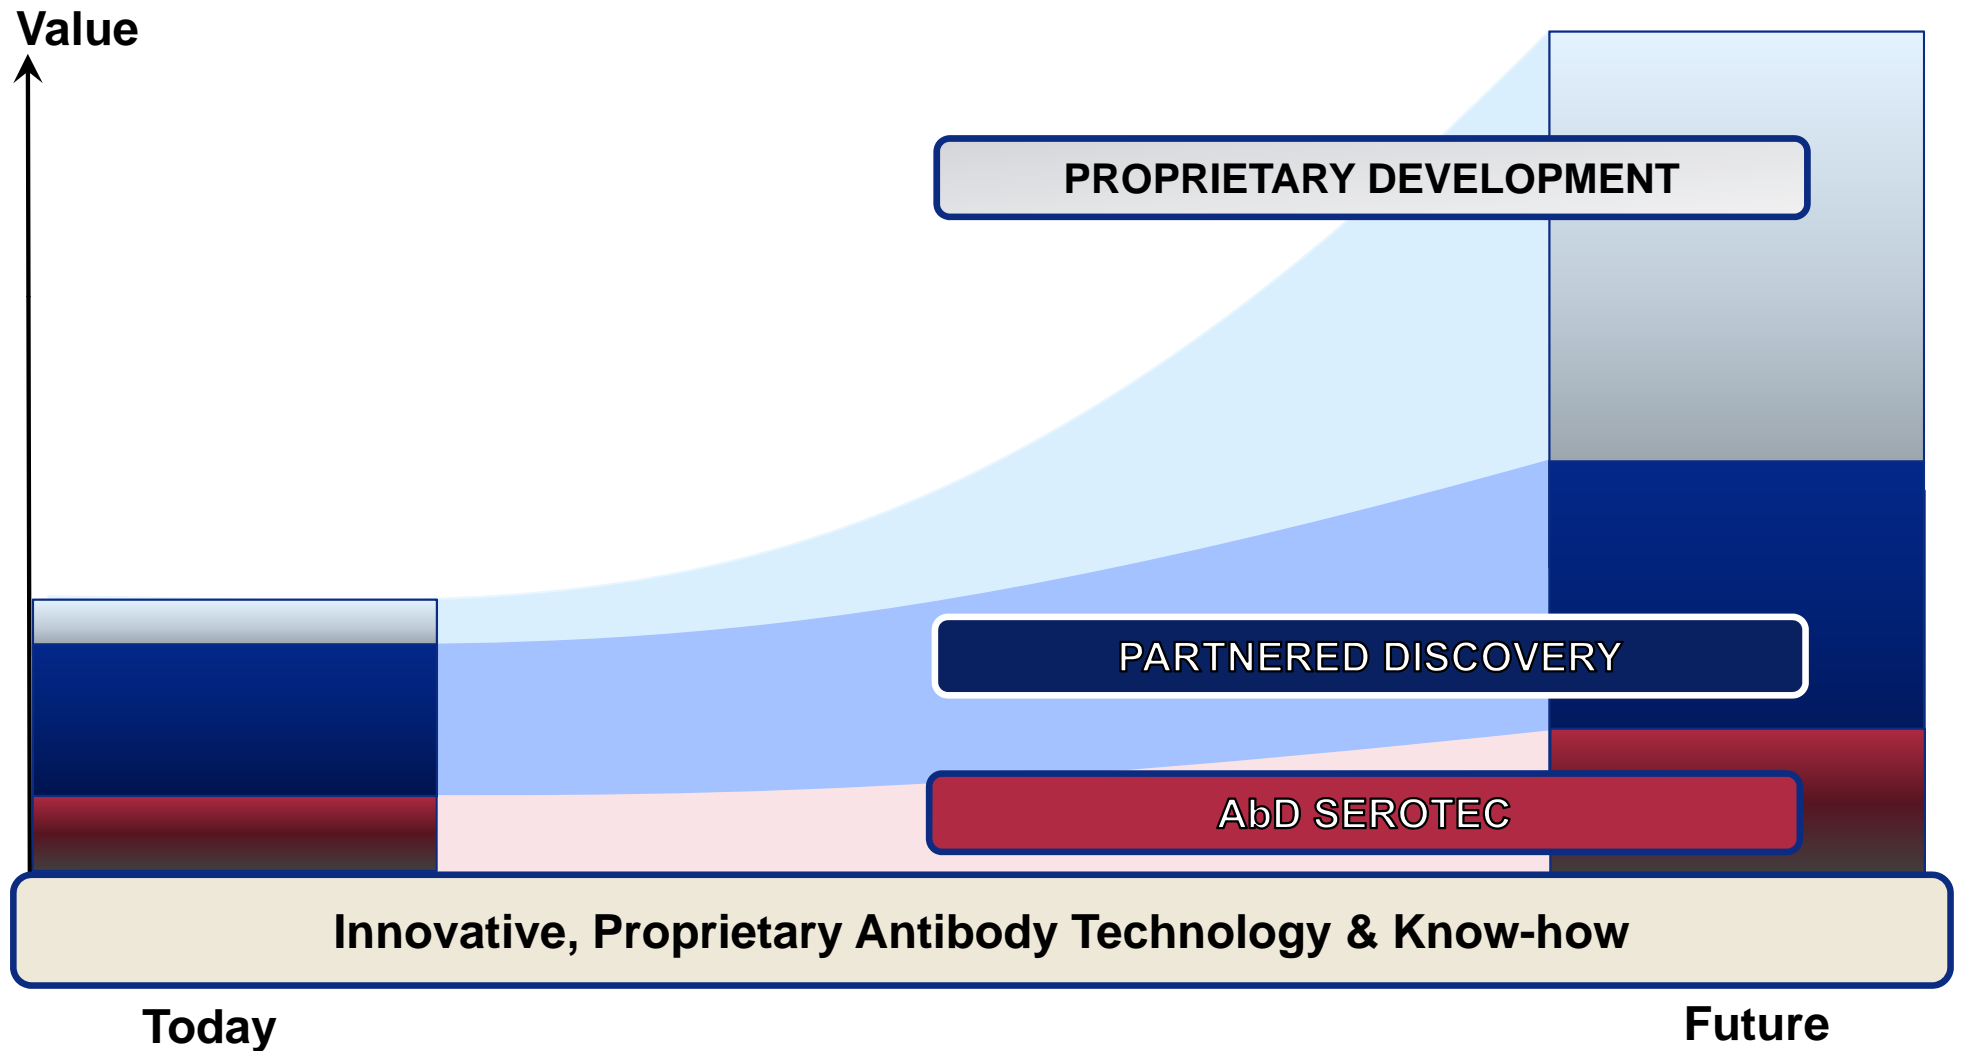 Value
PROPRIETARY DEVELOPMENT
PARTNERED DISCOVERY
AbD SEROTEC
Innovative, Proprietary Antibody Technology & Know-how
Today
Future